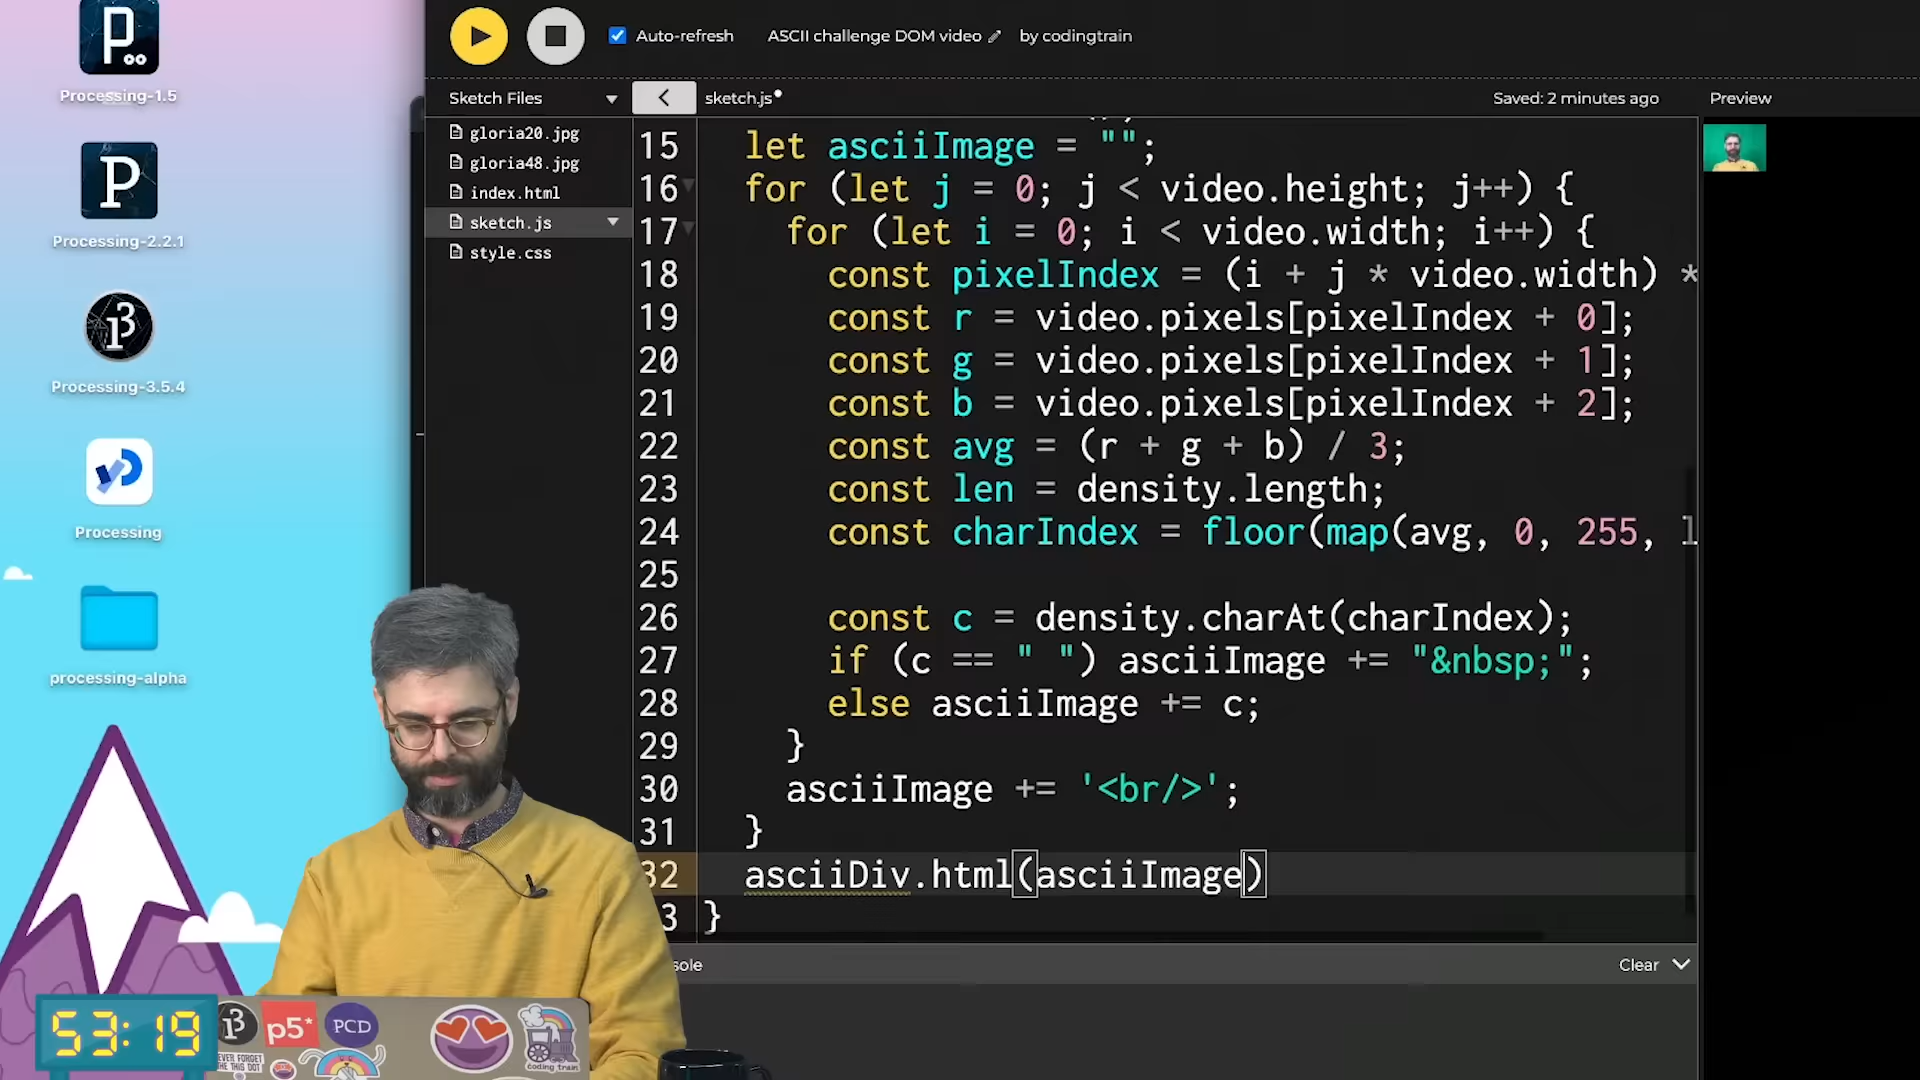 Processing-1.5
Processing-2.2.1
Processing-3.5.4
Processing
processing-alpha
Auto-refresh
ASCII challenge DOM video
by codingtrain
Sketch Files
sketch.js
Saved: 2 minutes ago
Preview
gloria20.jpg
gloria48.jpg
index.html
sketch.js
style.css
15 let asciiImage = "";
16 for (let j = 0; j < video.height; j++) {
17 for (let i = 0; i < video.width; i++) {
18 const pixelIndex = (i + j * video.width) *
19 const r = video.pixels[pixelIndex + 0];
20 const g = video.pixels[pixelIndex + 1];
21 const b = video.pixels[pixelIndex + 2];
22 const avg = (r + g + b) / 3;
23 const len = density.length;
24 const charIndex = floor(map(avg, 0, 255, l
25
26 const c = density.charAt(charIndex);
27 if (c == " ") asciiImage += "&nbsp;";
28 else asciiImage += c;
29 }
30 asciiImage += '<br/>';
31 }
32 asciiDiv.html(asciiImage)
3 }
sole
Clear
53:19
p5*
PCD
coding train